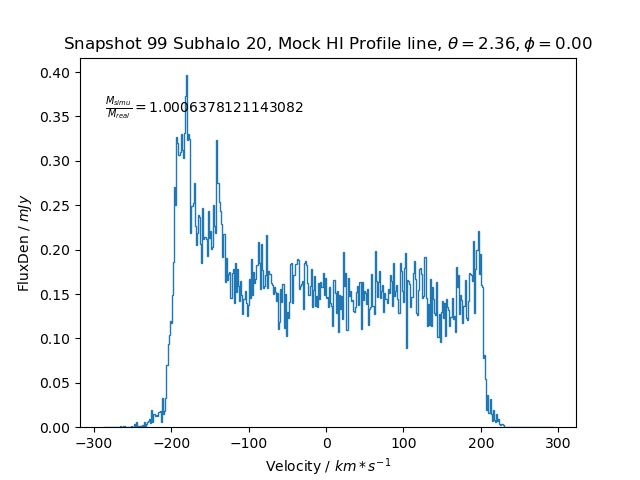 Snapshot 99 Subhalo 20, Mock HI Profile line, θ = 2.36, ϕ = 0.00
M_simu/M_real = 1.0006378121143082
FluxDen / mJy
0.40
0.35
0.30
0.25
0.20
0.15
0.10
0.05
0.00
−300 −200 −100 0 100 200 300
Velocity / km * s⁻¹